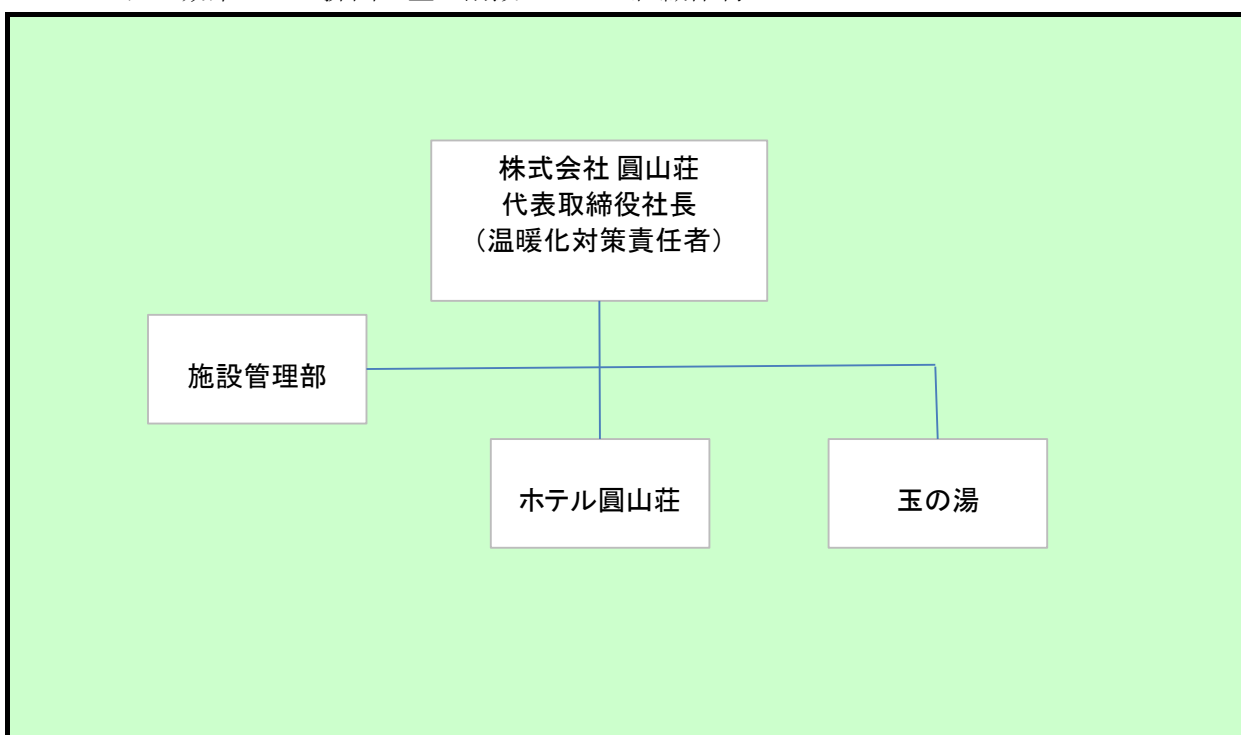 株式会社 圓山荘
代表取締役社長
（温暖化対策責任者）
施設管理部
ホテル圓山荘
玉の湯